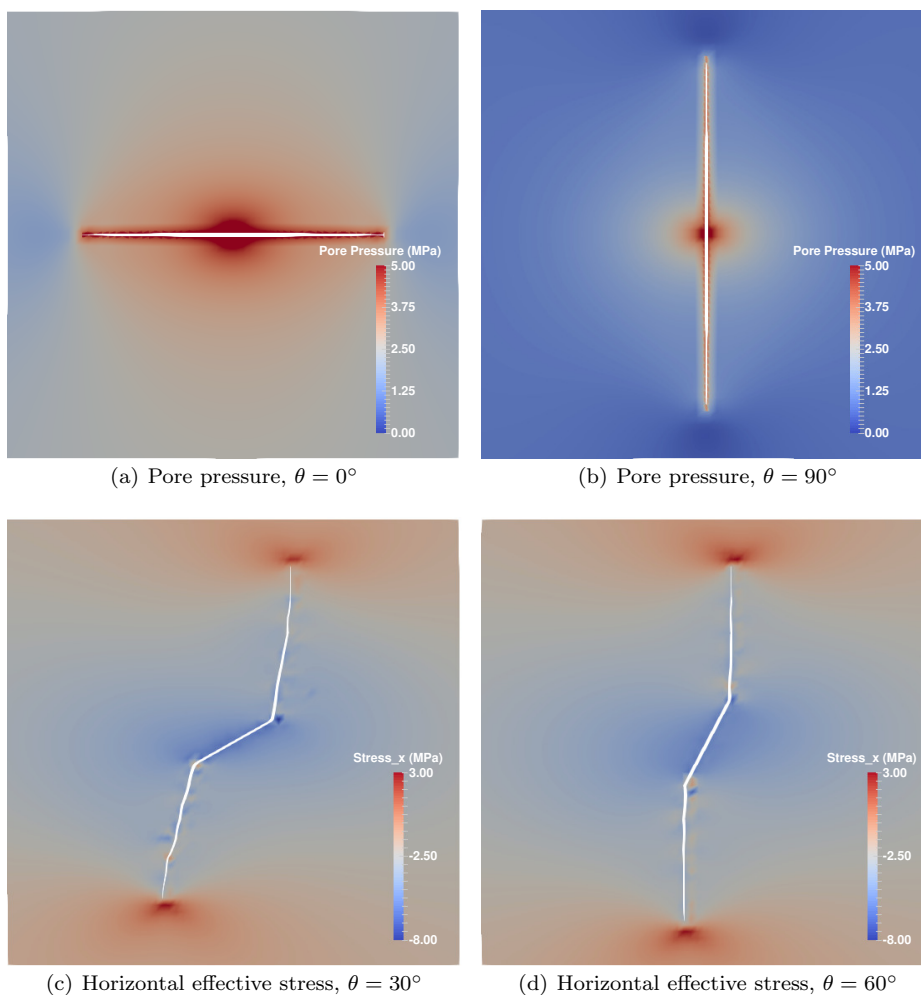 Pore Pressure (MPa)
5.00
3.75
2.50
1.25
0.00
(a) Pore pressure, θ = 0°
Pore Pressure (MPa)
5.00
3.75
2.50
1.25
0.00
(b) Pore pressure, θ = 90°
Stress_x (MPa)
3.00
-2.50
-8.00
(c) Horizontal effective stress, θ = 30°
Stress_x (MPa)
3.00
-2.50
-8.00
(d) Horizontal effective stress, θ = 60°